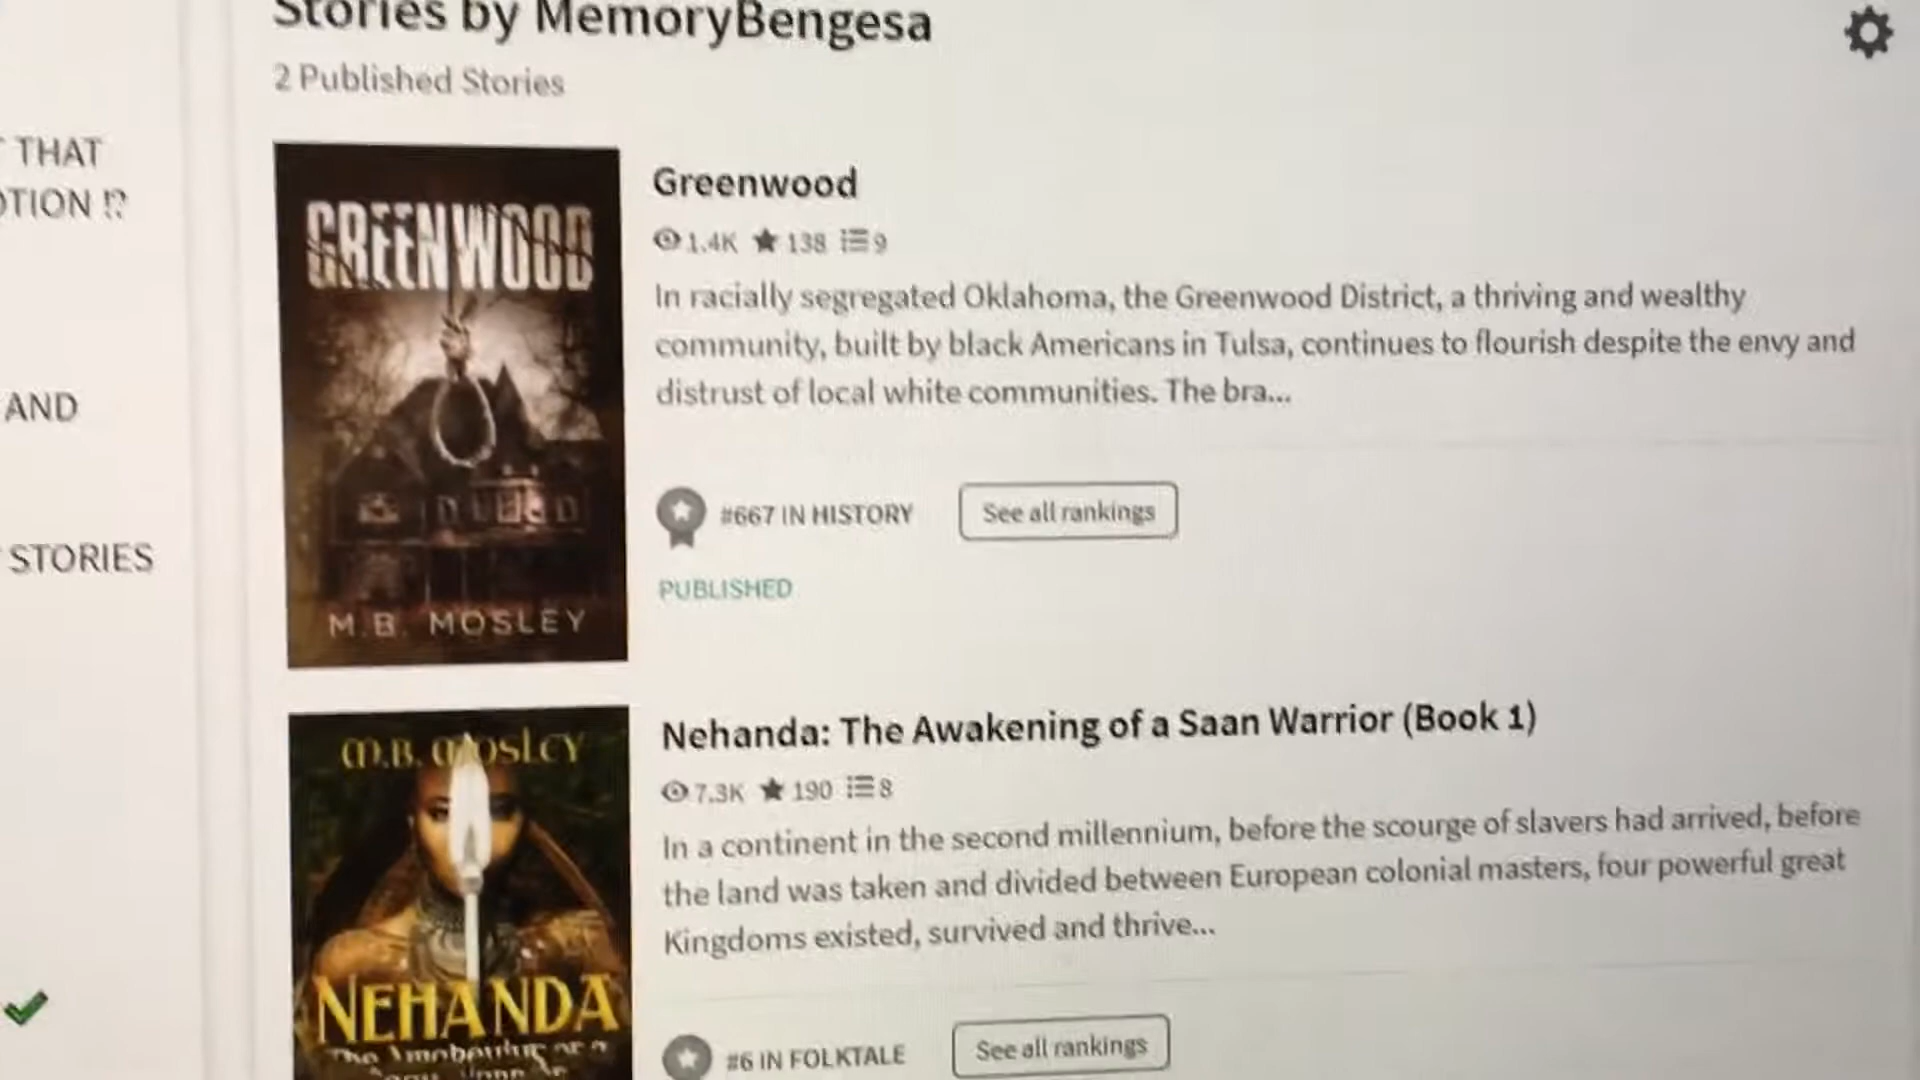 Stories by MemoryBengesa
2 Published Stories
THAT
OTION !?
AND
STORIES
GREENWOOD
M.B. MOSLEY
Greenwood
1.4K 138 9
In racially segregated Oklahoma, the Greenwood District, a thriving and wealthy
community, built by black Americans in Tulsa, continues to flourish despite the envy and
distrust of local white communities. The bra...
#667 IN HISTORY See all rankings
PUBLISHED
M.B. MOSLEY
NEHANDA
Nehanda: The Awakening of a Saan Warrior (Book 1)
7.3K 190 8
In a continent in the second millennium, before the scourge of slavers had arrived, before
the land was taken and divided between European colonial masters, four powerful great
Kingdoms existed, survived and thrive...
#6 IN FOLKTALE See all rankings